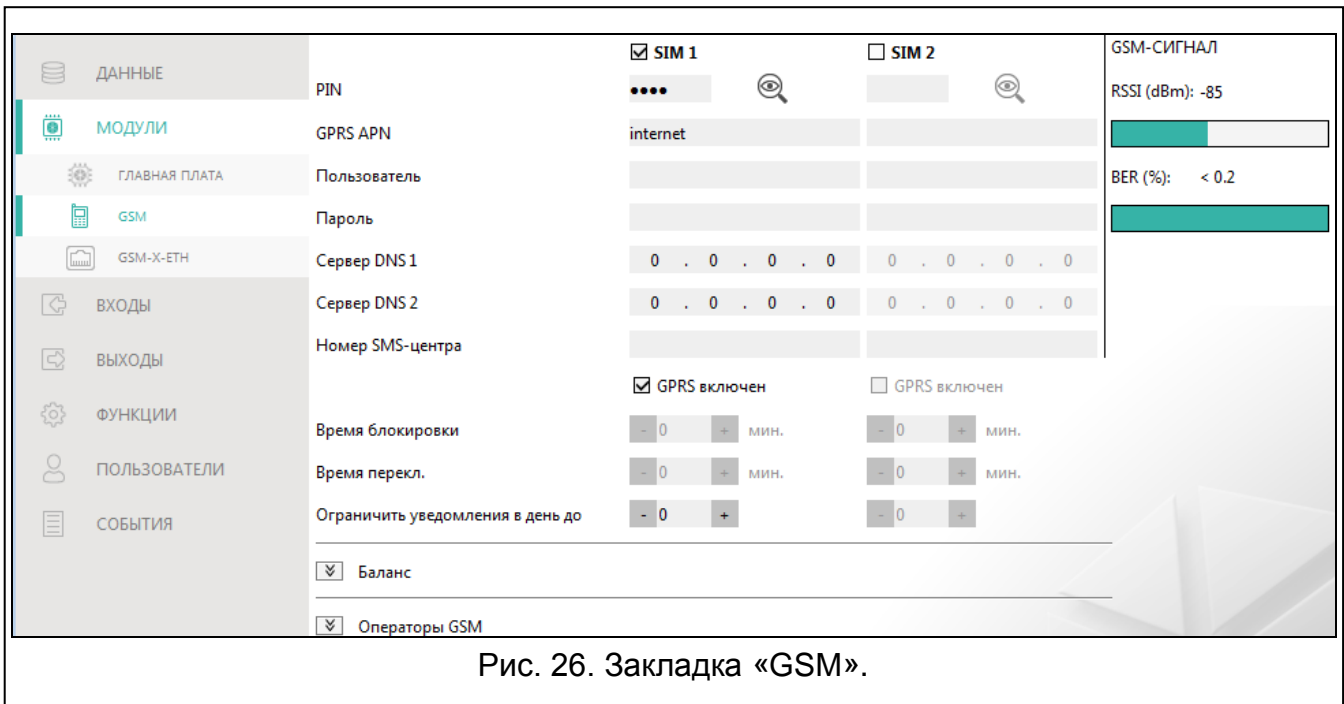 ДАННЫЕ
МОДУЛИ
ГЛАВНАЯ ПЛАТА
GSM
GSM-X-ETH
ВХОДЫ
ВЫХОДЫ
ФУНКЦИИ
ПОЛЬЗОВАТЕЛИ
СОБЫТИЯ
SIM 1 SIM 2
PIN ••••
GPRS APN internet
Пользователь
Пароль
Сервер DNS 1 0 . 0 . 0 . 0 0 . 0 . 0 . 0
Сервер DNS 2 0 . 0 . 0 . 0 0 . 0 . 0 . 0
Номер SMS-центра
GPRS включен GPRS включен
Время блокировки - 0 + мин. - 0 + мин.
Время перекл. - 0 + мин. - 0 + мин.
Ограничить уведомления в день до - 0 + - 0 +
Баланс
Операторы GSM
GSM-СИГНАЛ
RSSI (dBm): -85
BER (%): < 0.2
Рис. 26. Закладка «GSM».